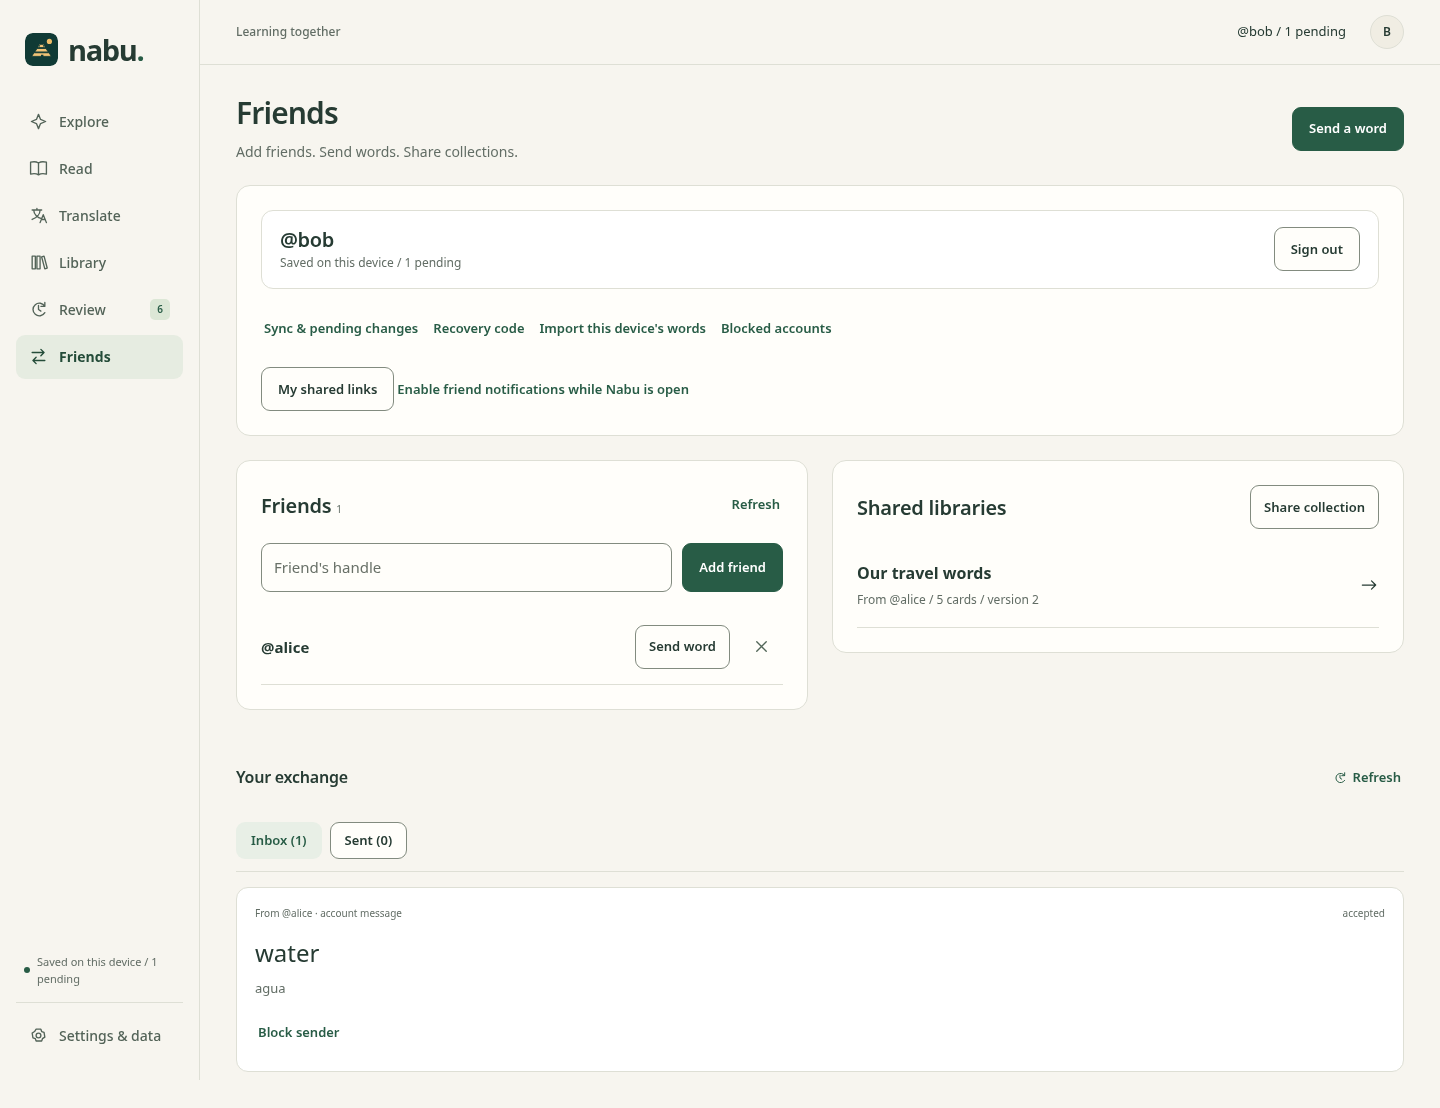 nabu.
Explore
Read
Translate
Library
Review 6
Friends
Saved on this device / 1
pending
Settings & data
Learning together
@bob / 1 pending B
Friends
Add friends. Send words. Share collections.
Send a word
@bob
Saved on this device / 1 pending
Sign out
Sync & pending changes Recovery code Import this device's words Blocked accounts
My shared links Enable friend notifications while Nabu is open
Friends 1 Refresh
Friend's handle Add friend
@alice Send word
Shared libraries Share collection
Our travel words
From @alice / 5 cards / version 2
Your exchange Refresh
Inbox (1) Sent (0)
From @alice · account message accepted
water
agua
Block sender